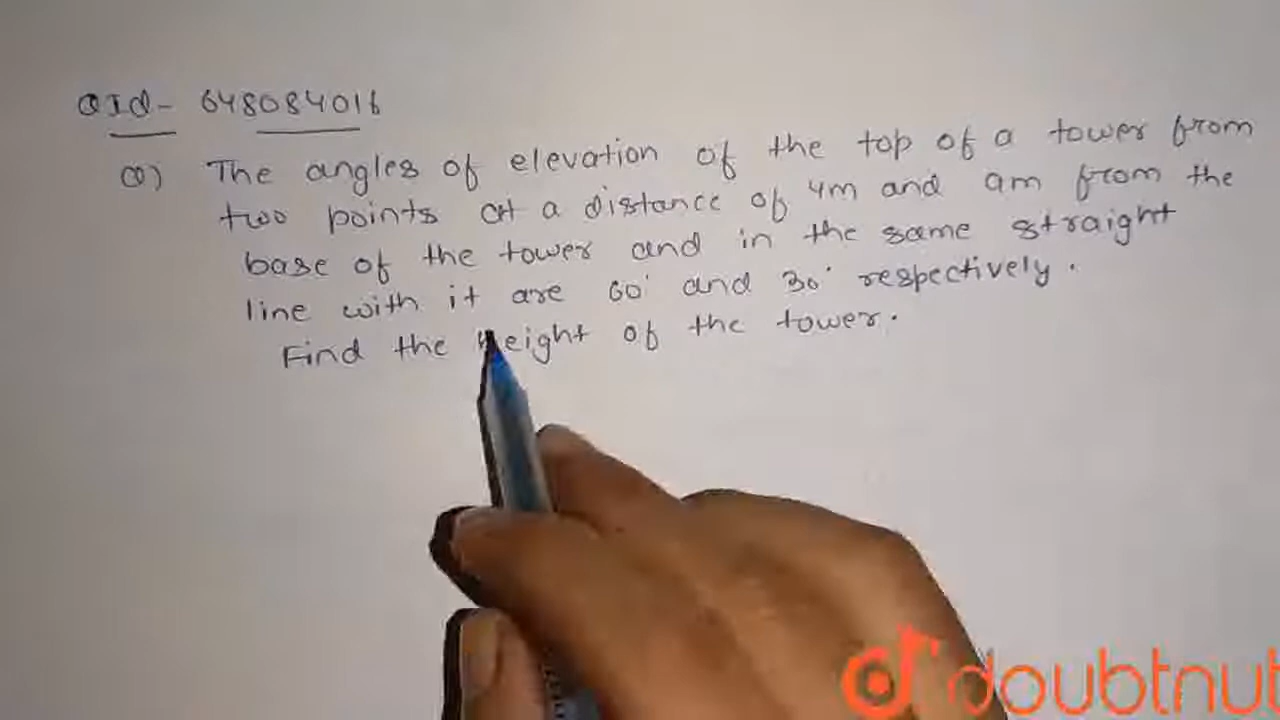 QId- 648084016
Q) The angles of elevation of the top of a tower from
two points at a distance of 4m and 9m from the
base of the tower and in the same straight
line with it are 60° and 30° respectively.
Find the height of the tower.
doubtnut